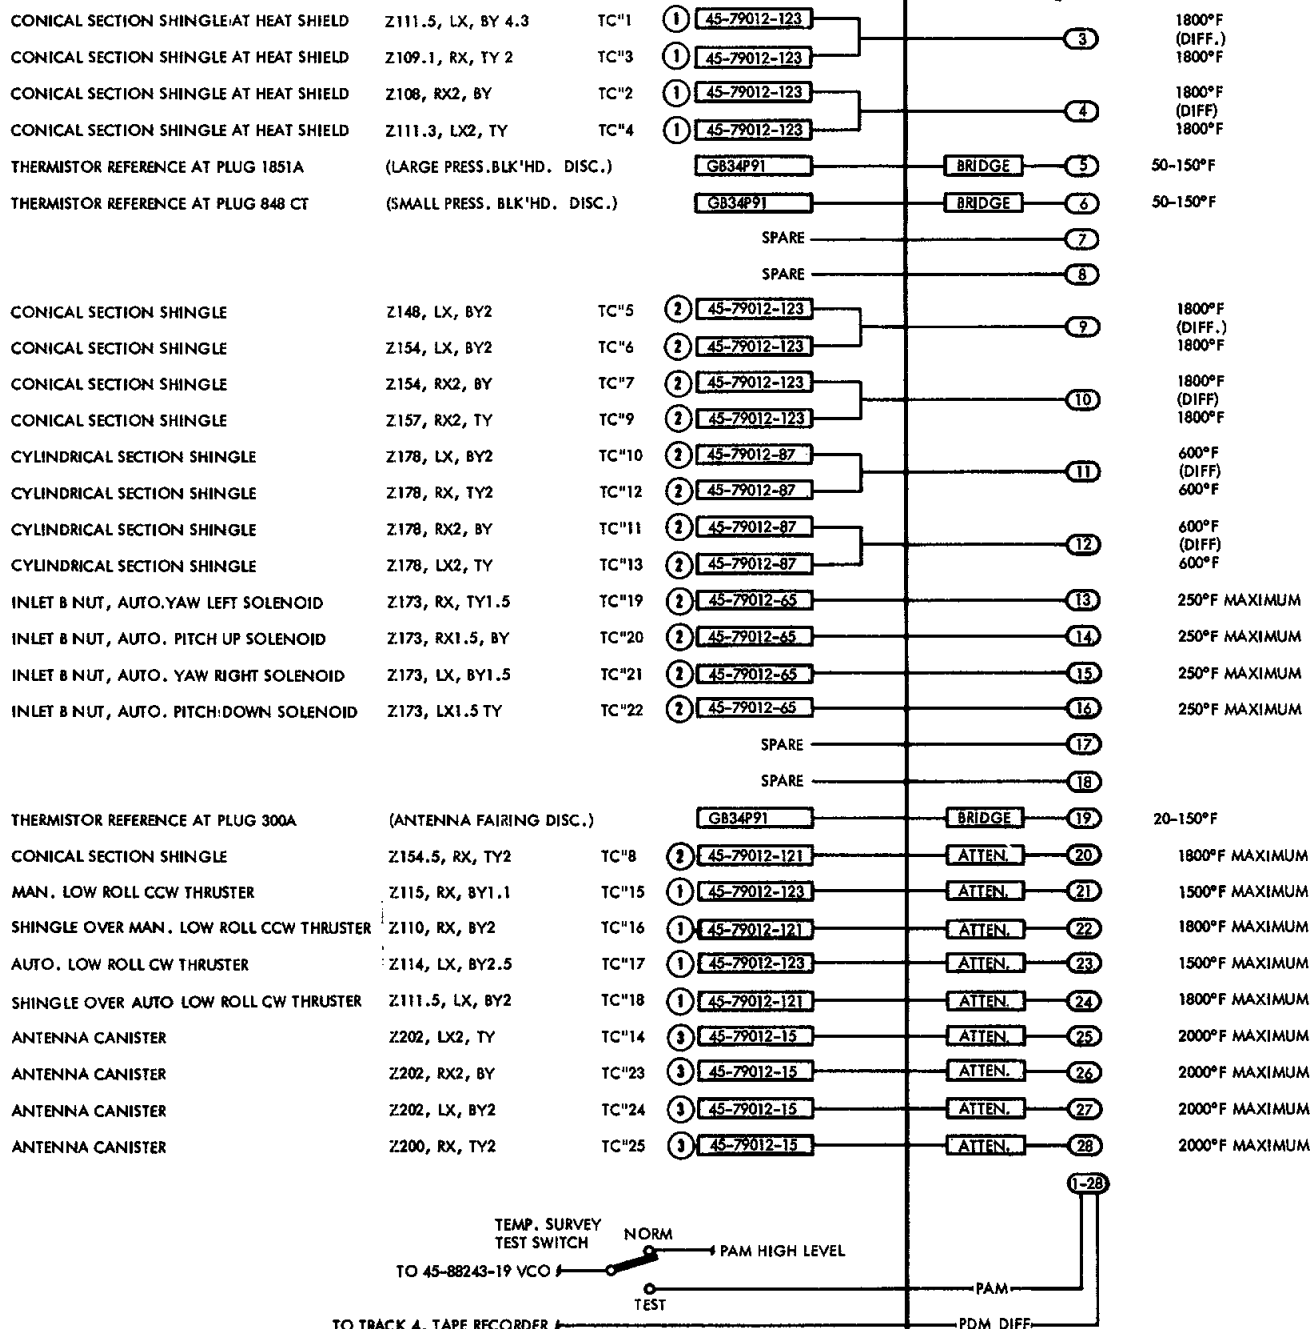 CONICAL SECTION SHINGLE AT HEAT SHIELD Z111.5, LX, BY 4.3 TC"1 1 45-79012-123 1800°F
3 (DIFF.)
CONICAL SECTION SHINGLE AT HEAT SHIELD Z109.1, RX, TY 2 TC"3 1 45-79012-123 1800°F
CONICAL SECTION SHINGLE AT HEAT SHIELD Z108, RX2, BY TC"2 1 45-79012-123 1800°F
4 (DIFF)
CONICAL SECTION SHINGLE AT HEAT SHIELD Z111.3, LX2, TY TC"4 1 45-79012-123 1800°F
THERMISTOR REFERENCE AT PLUG 1851A (LARGE PRESS.BLK'HD. DISC.) GB34P91 BRIDGE 5 50-150°F
THERMISTOR REFERENCE AT PLUG 848 CT (SMALL PRESS. BLK'HD. DISC.) GB34P91 BRIDGE 6 50-150°F
SPARE 7
SPARE 8
CONICAL SECTION SHINGLE Z148, LX, BY2 TC"5 2 45-79012-123 1800°F
9 (DIFF.)
CONICAL SECTION SHINGLE Z154, LX, BY2 TC"6 2 45-79012-123 1800°F
CONICAL SECTION SHINGLE Z154, RX2, BY TC"7 2 45-79012-123 1800°F
10 (DIFF)
CONICAL SECTION SHINGLE Z157, RX2, TY TC"9 2 45-79012-123 1800°F
CYLINDRICAL SECTION SHINGLE Z178, LX, BY2 TC"10 2 45-79012-87 600°F
11 (DIFF)
CYLINDRICAL SECTION SHINGLE Z178, RX, TY2 TC"12 2 45-79012-87 600°F
CYLINDRICAL SECTION SHINGLE Z178, RX2, BY TC"11 2 45-79012-87 600°F
12 (DIFF)
CYLINDRICAL SECTION SHINGLE Z178, LX2, TY TC"13 2 45-79012-87 600°F
INLET B NUT, AUTO.YAW LEFT SOLENOID Z173, RX, TY1.5 TC"19 2 45-79012-65 13 250°F MAXIMUM
INLET B NUT, AUTO. PITCH UP SOLENOID Z173, RX1.5, BY TC"20 2 45-79012-65 14 250°F MAXIMUM
INLET B NUT, AUTO. YAW RIGHT SOLENOID Z173, LX, BY1.5 TC"21 2 45-79012-65 15 250°F MAXIMUM
INLET B NUT, AUTO. PITCH DOWN SOLENOID Z173, LX1.5 TY TC"22 2 45-79012-65 16 250°F MAXIMUM
SPARE 17
SPARE 18
THERMISTOR REFERENCE AT PLUG 300A (ANTENNA FAIRING DISC.) GB34P91 BRIDGE 19 20-150°F
CONICAL SECTION SHINGLE Z154.5, RX, TY2 TC"8 2 45-79012-121 ATTEN. 20 1800°F MAXIMUM
MAN. LOW ROLL CCW THRUSTER Z115, RX, BY1.1 TC"15 1 45-79012-123 ATTEN. 21 1500°F MAXIMUM
SHINGLE OVER MAN. LOW ROLL CCW THRUSTER Z110, RX, BY2 TC"16 1 45-79012-121 ATTEN. 22 1800°F MAXIMUM
AUTO. LOW ROLL CW THRUSTER Z114, LX, BY2.5 TC"17 1 45-79012-123 ATTEN. 23 1500°F MAXIMUM
SHINGLE OVER AUTO LOW ROLL CW THRUSTER Z111.5, LX, BY2 TC"18 1 45-79012-121 ATTEN. 24 1800°F MAXIMUM
ANTENNA CANISTER Z202, LX2, TY TC"14 3 45-79012-15 ATTEN. 25 2000°F MAXIMUM
ANTENNA CANISTER Z202, RX2, BY TC"23 3 45-79012-15 ATTEN. 26 2000°F MAXIMUM
ANTENNA CANISTER Z202, LX, BY2 TC"24 3 45-79012-15 ATTEN. 27 2000°F MAXIMUM
ANTENNA CANISTER Z200, RX, TY2 TC"25 3 45-79012-15 ATTEN. 28 2000°F MAXIMUM
1-28
TEMP. SURVEY
TEST SWITCH NORM
PAM HIGH LEVEL
TO 45-88243-19 VCO
PAM
TEST
TO TRACK 4, TAPE RECORDER PDM DIFF